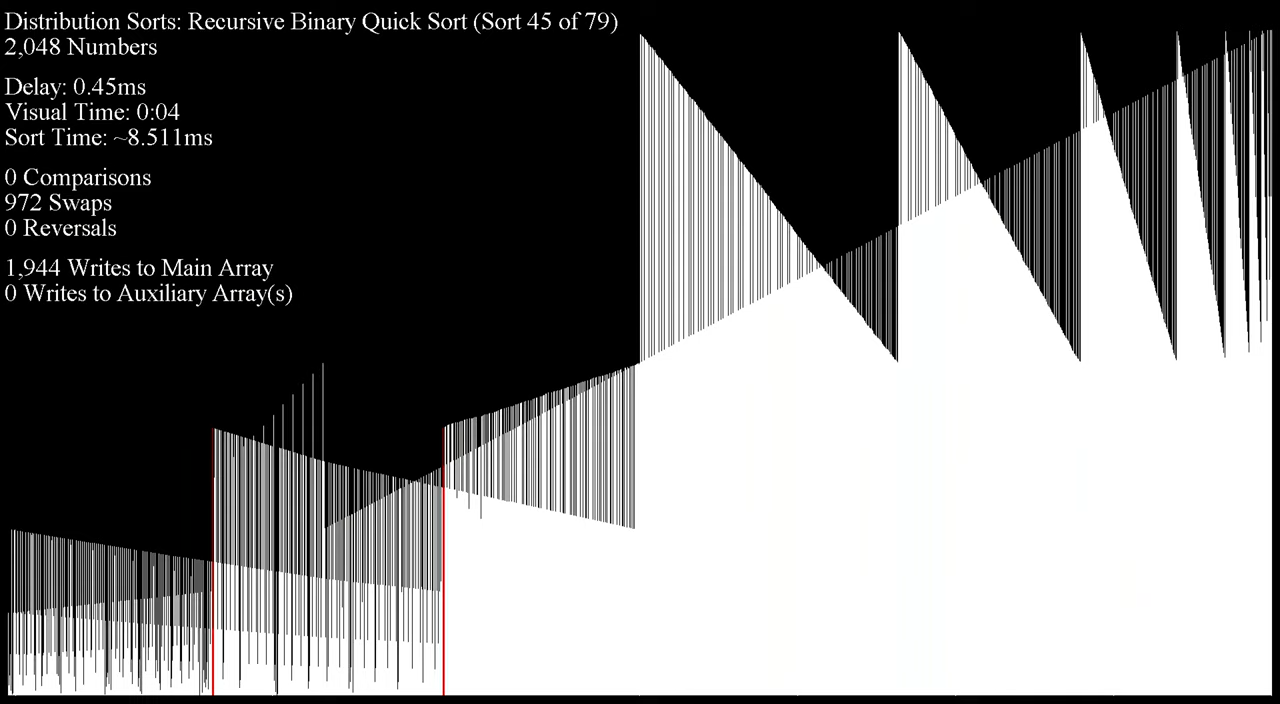 Distribution Sorts: Recursive Binary Quick Sort (Sort 45 of 79)
2,048 Numbers
Delay: 0.45ms
Visual Time: 0:04
Sort Time: ~8.511ms
0 Comparisons
972 Swaps
0 Reversals
1,944 Writes to Main Array
0 Writes to Auxiliary Array(s)